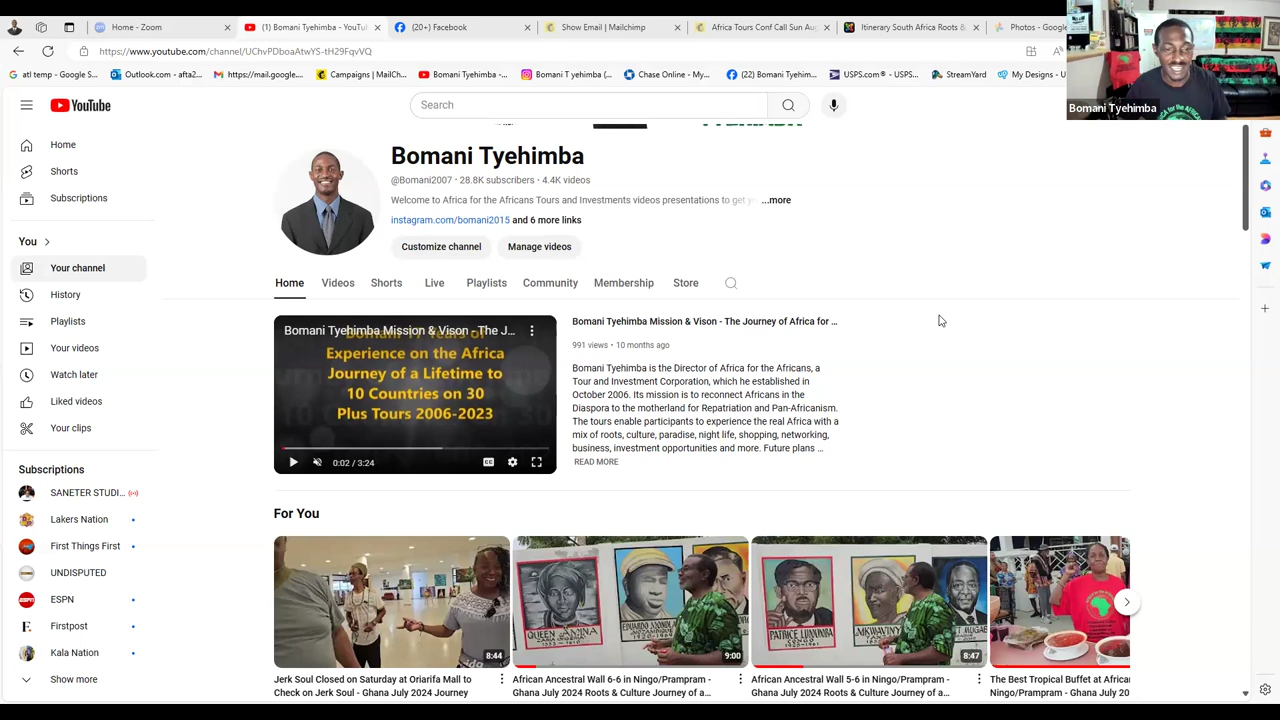 Home - Zoom
(1) Bomani Tyehimba - YouTu
(20+) Facebook
Show Email | Mailchimp
Africa Tours Conf Call Sun Au
Itinerary South Africa Roots &
Photos - Googl
https://www.youtube.com/channel/UChvPDboaAtwYS-tH29FqvVQ
atl temp - Google S...
Outlook.com - afta2...
https://mail.google....
Campaigns | MailCh...
Bomani Tyehimba -...
Bomani T yehimba (...
Chase Online - My...
(22) Bomani Tyehim...
USPS.com® - USPS...
StreamYard
My Designs - U
Bomani Tyehimba
YouTube
Search
Home
Shorts
Subscriptions
You
Your channel
History
Playlists
Your videos
Watch later
Liked videos
Your clips
Subscriptions
SANETER STUDI...
Lakers Nation
First Things First
UNDISPUTED
ESPN
Firstpost
Kala Nation
Show more
Bomani Tyehimba
@Bomani2007 · 28.8K subscribers · 4.4K videos
Welcome to Africa for the Africans Tours and Investments videos presentations to get ...more
instagram.com/bomani2015 and 6 more links
Customize channel
Manage videos
Home
Videos
Shorts
Live
Playlists
Community
Membership
Store
Bomani Tyehimba Mission & Vison - The J...
Experience on the Africa
Journey of a Lifetime to
10 Countries on 30
Plus Tours 2006-2023
0:02 / 3:24
Bomani Tyehimba Mission & Vison - The Journey of Africa for ...
991 views • 10 months ago
Bomani Tyehimba is the Director of Africa for the Africans, a
Tour and Investment Corporation, which he established in
October 2006. Its mission is to reconnect Africans in the
Diaspora to the motherland for Repatriation and Pan-Africanism.
The tours enable participants to experience the real Africa with a
mix of roots, culture, paradise, night life, shopping, networking,
business, investment opportunities and more. Future plans ...
READ MORE
For You
8:44
QUEEN
9:00
PATRICE LUMUMBA
8:47
Jerk Soul Closed on Saturday at Oriarifa Mall to
Check on Jerk Soul - Ghana July 2024 Journey
African Ancestral Wall 6-6 in Ningo/Prampram -
Ghana July 2024 Roots & Culture Journey of a...
African Ancestral Wall 5-6 in Ningo/Prampram -
Ghana July 2024 Roots & Culture Journey of a...
The Best Tropical Buffet at African
Ningo/Prampram - Ghana July 20